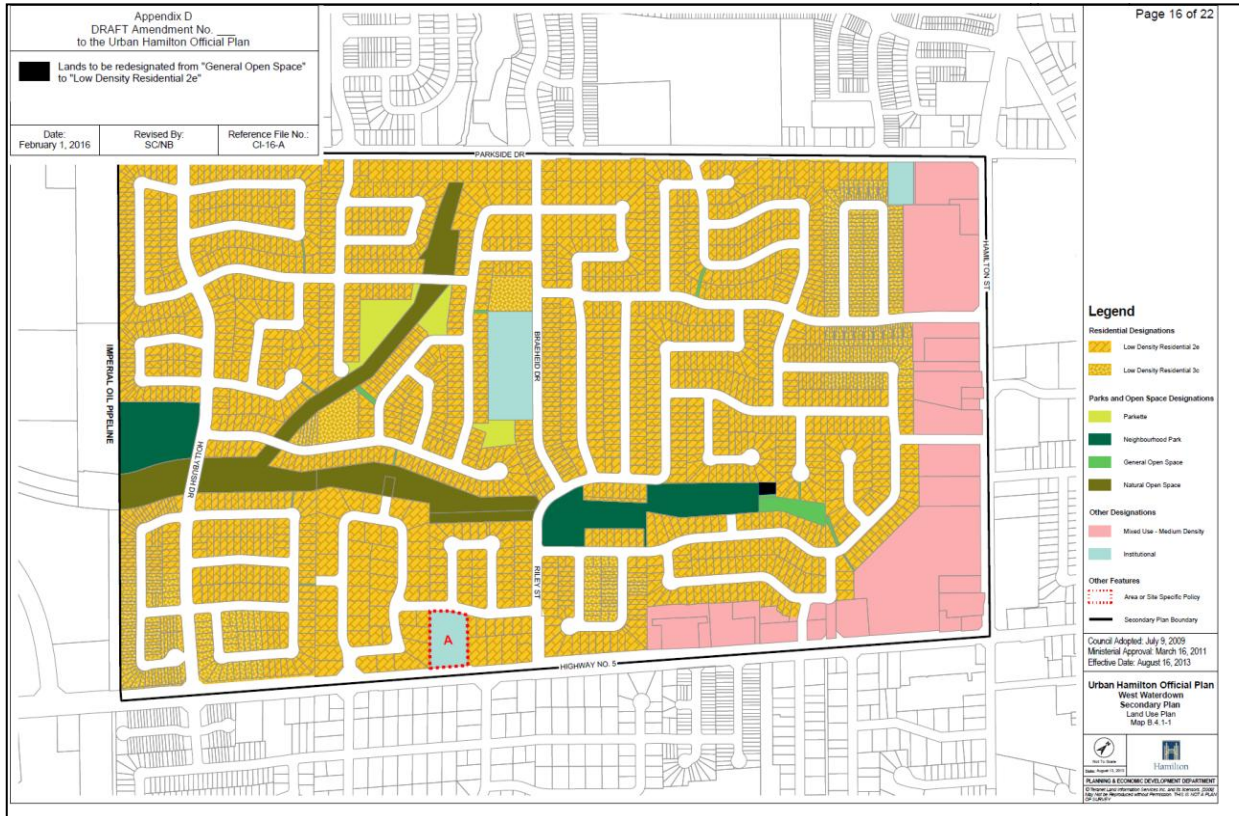 Page 16 of 22
Appendix D
DRAFT Amendment No. ___
to the Urban Hamilton Official Plan
Lands to be redesignated from "General Open Space"
to "Low Density Residential 2e"
Date:
February 1, 2016
Revised By:
SC/NB
Reference File No.:
CI-16-A
PARKSIDE DR
HAMILTON ST
IMPERIAL OIL PIPELINE
HOLLYBUSH DR
BRAEHEID DR
RILEY ST
A
HIGHWAY NO. 5
Legend
Residential Designations
Low Density Residential 2e
Low Density Residential 3c
Parks and Open Space Designations
Parkette
Neighbourhood Park
General Open Space
Natural Open Space
Other Designations
Mixed Use - Medium Density
Institutional
Other Features
Area or Site Specific Policy
Secondary Plan Boundary
Council Adopted: July 9, 2009
Ministerial Approval: March 16, 2011
Effective Date: August 16, 2013
Urban Hamilton Official Plan
West Waterdown
Secondary Plan
Land Use Plan
Map B.4.1-1
Not To Scale
Hamilton
PLANNING & ECONOMIC DEVELOPMENT DEPARTMENT